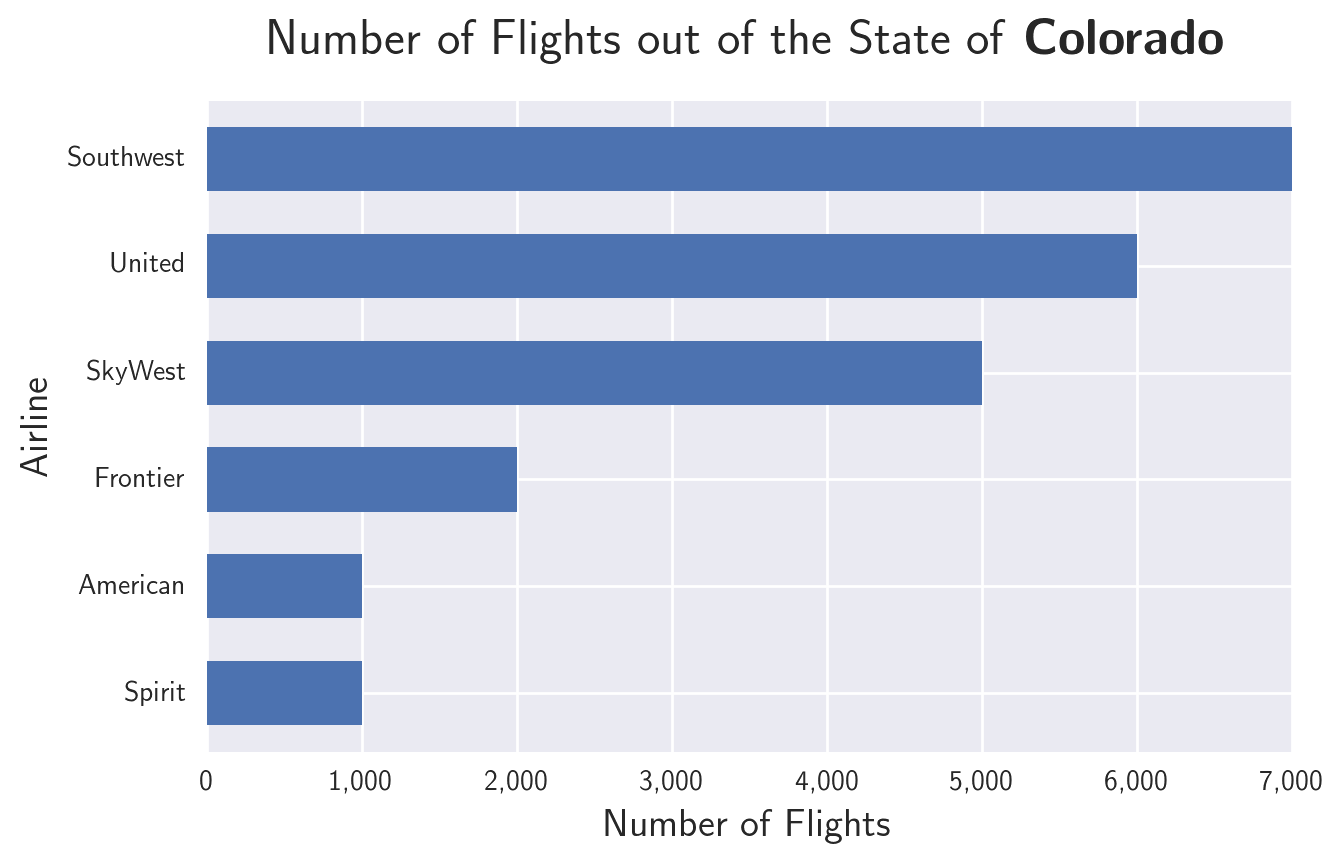 Number of Flights out of the State of Colorado
Southwest
United
SkyWest
Frontier
American
Spirit
Airline
0 1,000 2,000 3,000 4,000 5,000 6,000 7,000
Number of Flights